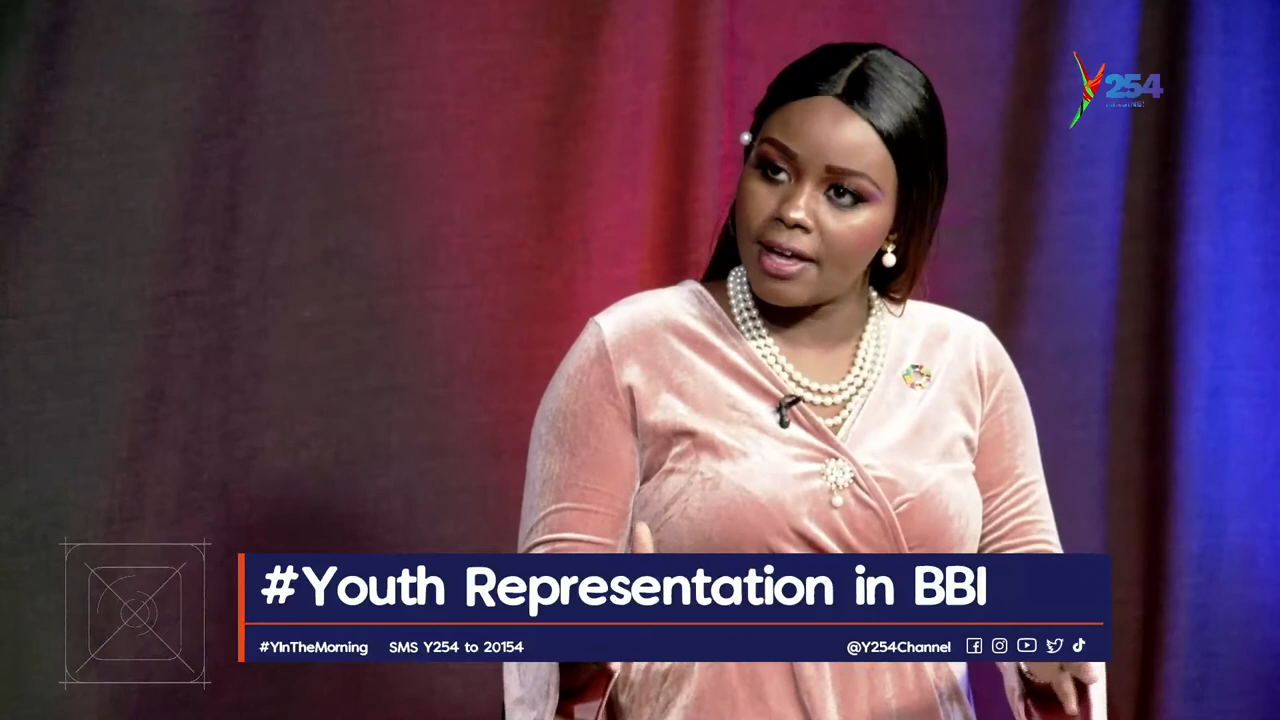 Y254
#Youth Representation in BBI
#YInTheMorning SMS Y254 to 20154 @Y254Channel